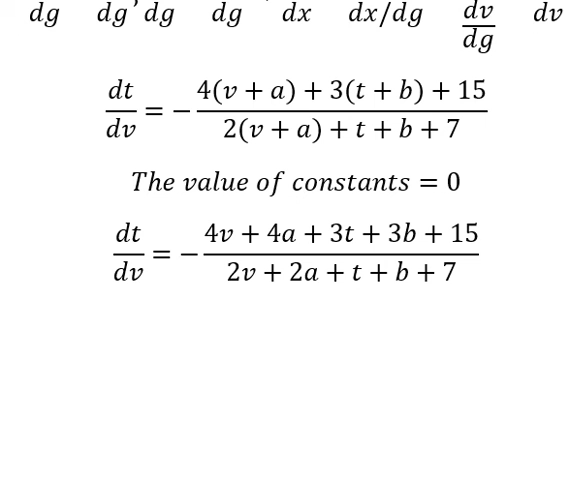 dg dg ' dg dg dx dx/dg dv/dg dv
dt/dv = − (4(v + a) + 3(t + b) + 15)/(2(v + a) + t + b + 7)
The value of constants = 0
dt/dv = − (4v + 4a + 3t + 3b + 15)/(2v + 2a + t + b + 7)